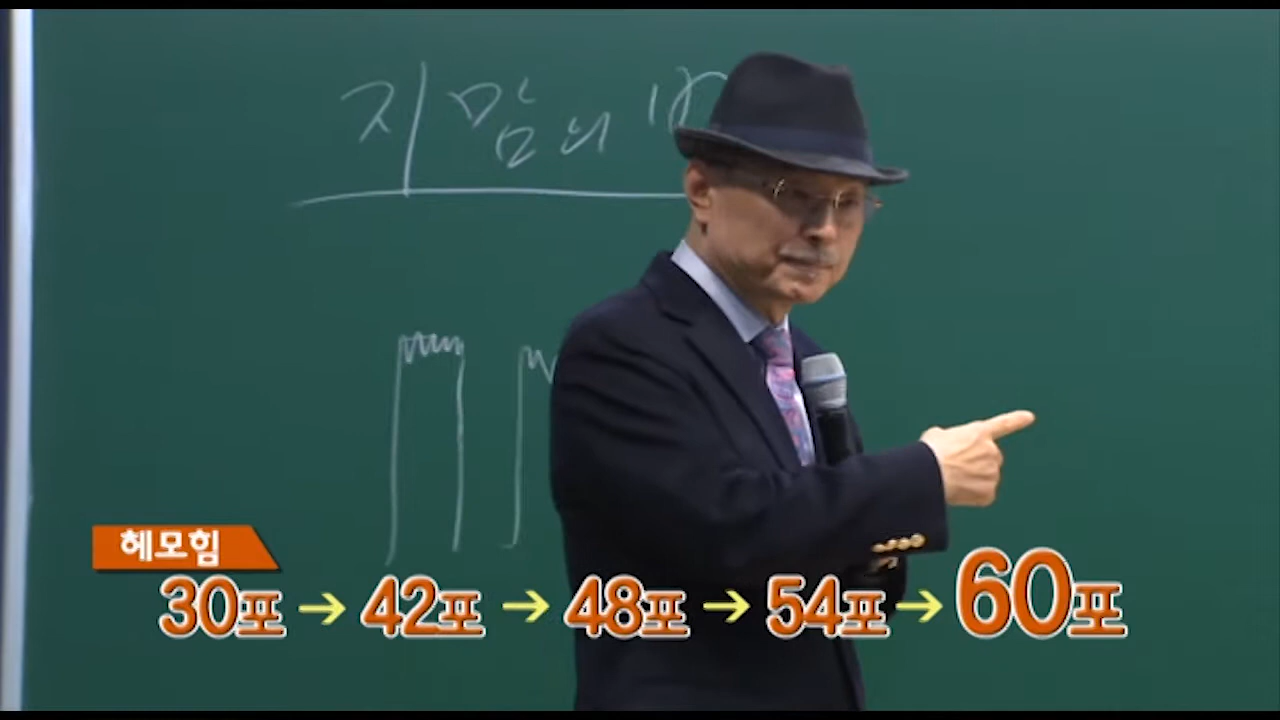 헤모힘
30포 → 42포 → 48포 → 54포 → 60포